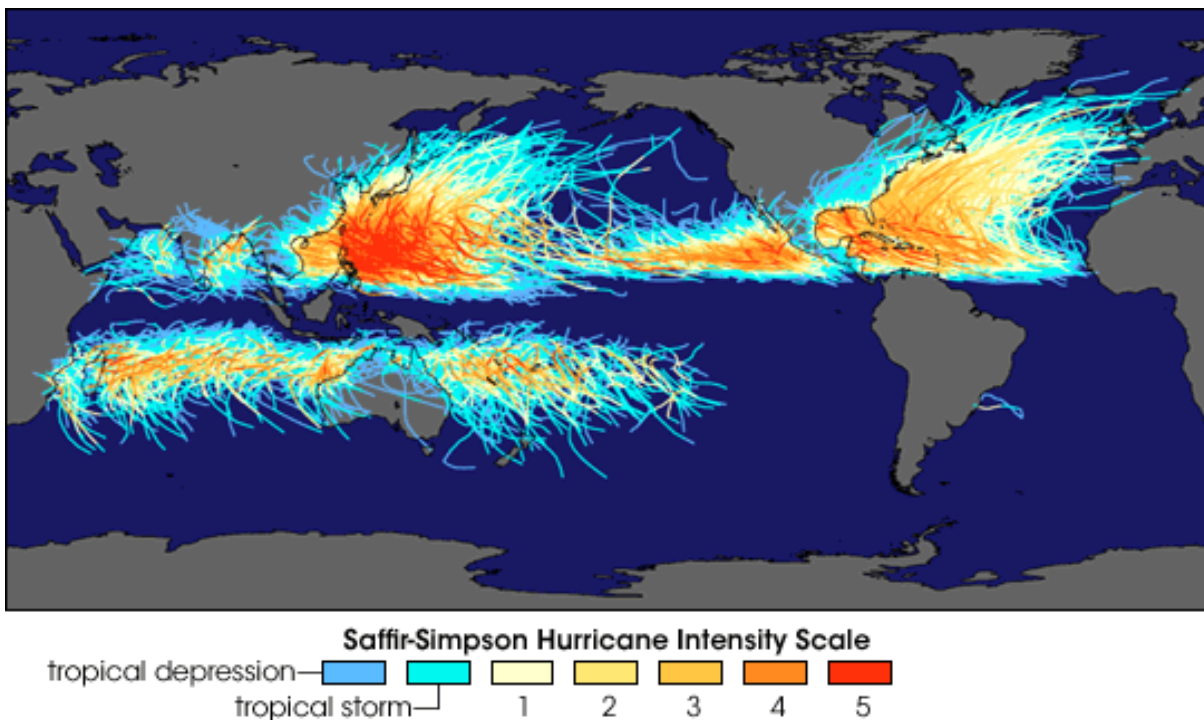 Saffir-Simpson Hurricane Intensity Scale
tropical depression
tropical storm
1 2 3 4 5